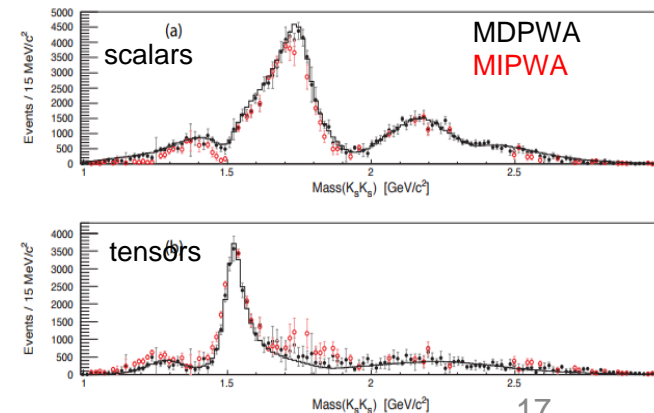 (a)
scalars
MDPWA
MIPWA
Events / 15 MeV/c²
5000
4500
4000
3500
3000
2500
2000
1500
1000
500
0
1
1.5
2
2.5
Mass(KₛKₛ) [GeV/c²]
(b)
tensors
Events / 15 MeV/c²
4000
3500
3000
2500
2000
1500
1000
500
0
1
1.5
2
2.5
Mass(KₛKₛ) [GeV/c²]
17